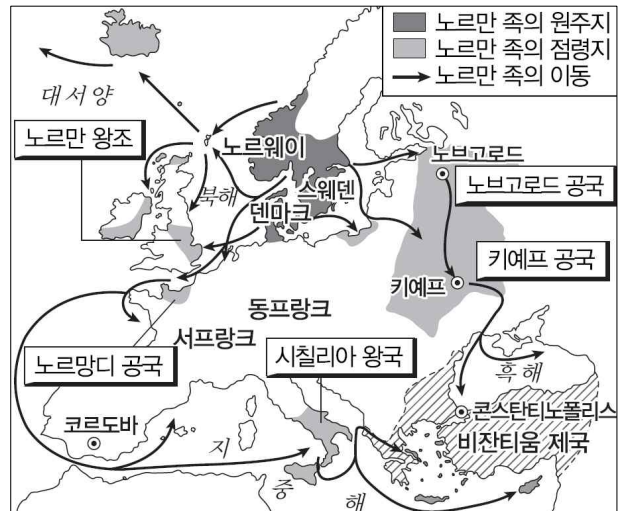 노르만 족의 원주지
노르만 족의 점령지
노르만 족의 이동
대서양
노르만 왕조
노르웨이
노브고로드
북해
스웨덴
노브고로드 공국
덴마크
키예프 공국
키예프
동프랑크
서프랑크
노르망디 공국
시칠리아 왕국
흑해
코르도바
콘스탄티노폴리스
비잔티움 제국
지
중
해